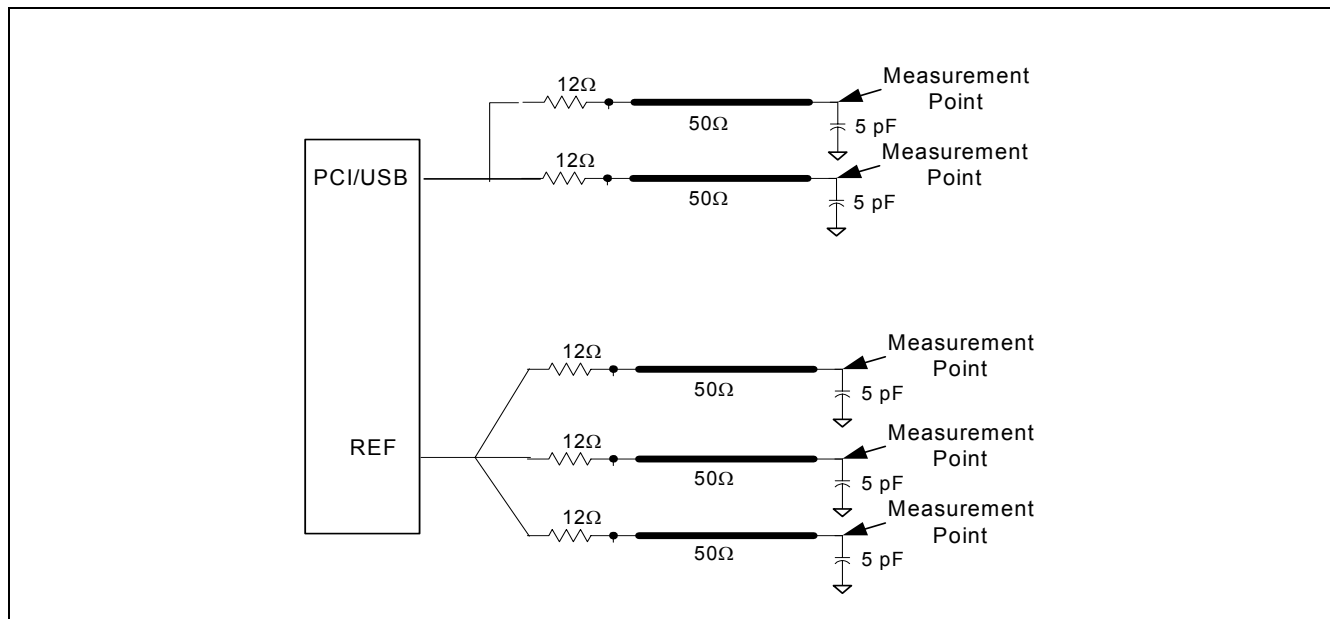 12Ω
Measurement
Point
50Ω
5 pF
PCI/USB
12Ω
Measurement
Point
50Ω
5 pF
12Ω
Measurement
Point
50Ω
5 pF
REF
12Ω
Measurement
Point
50Ω
5 pF
12Ω
Measurement
Point
50Ω
5 pF